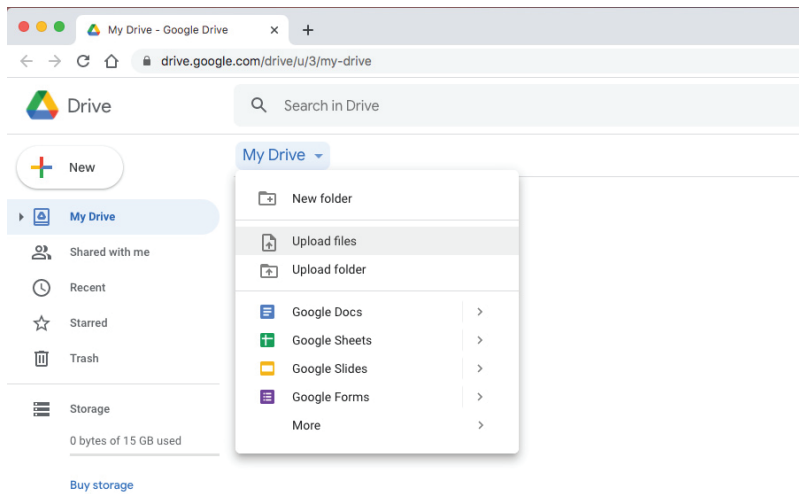 My Drive - Google Drive
drive.google.com/drive/u/3/my-drive
Drive
Search in Drive
New
My Drive
My Drive
Shared with me
Recent
Starred
Trash
Storage
0 bytes of 15 GB used
Buy storage
New folder
Upload files
Upload folder
Google Docs
Google Sheets
Google Slides
Google Forms
More